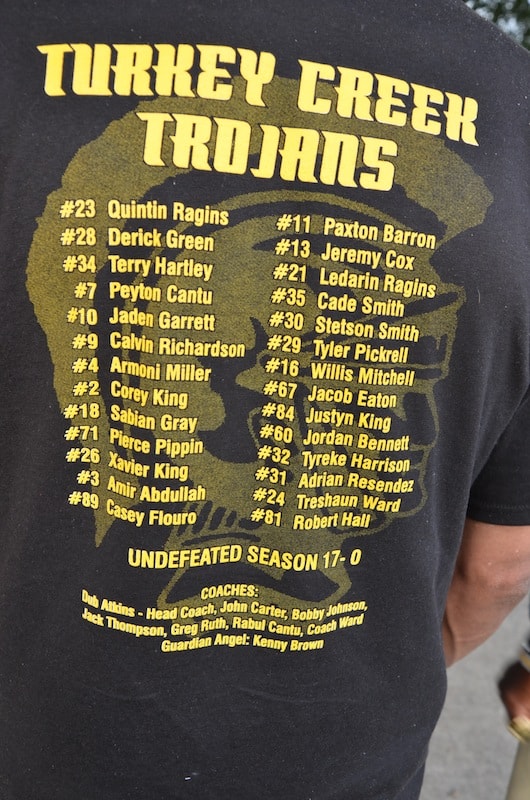 TURKEY CREEK
TROJANS
#23 Quintin Ragins
#28 Derick Green
#34 Terry Hartley
#7 Peyton Cantu
#10 Jaden Garrett
#9 Calvin Richardson
#4 Armoni Miller
#2 Corey King
#18 Sabian Gray
#71 Pierce Pippin
#26 Xavier King
#3 Amir Abdullah
#89 Casey Flouro
#11 Paxton Barron
#13 Jeremy Cox
#21 Ledarin Ragins
#35 Cade Smith
#30 Stetson Smith
#29 Tyler Pickrell
#16 Willis Mitchell
#67 Jacob Eaton
#84 Justyn King
#60 Jordan Bennett
#32 Tyreke Harrison
#31 Adrian Resendez
#24 Treshaun Ward
#81 Robert Hall
UNDEFEATED SEASON 17- 0
COACHES:
Dub Atkins - Head Coach, John Carter, Bobby Johnson,
Jack Thompson, Greg Ruth, Rabul Cantu, Coach Ward
Guardian Angel: Kenny Brown